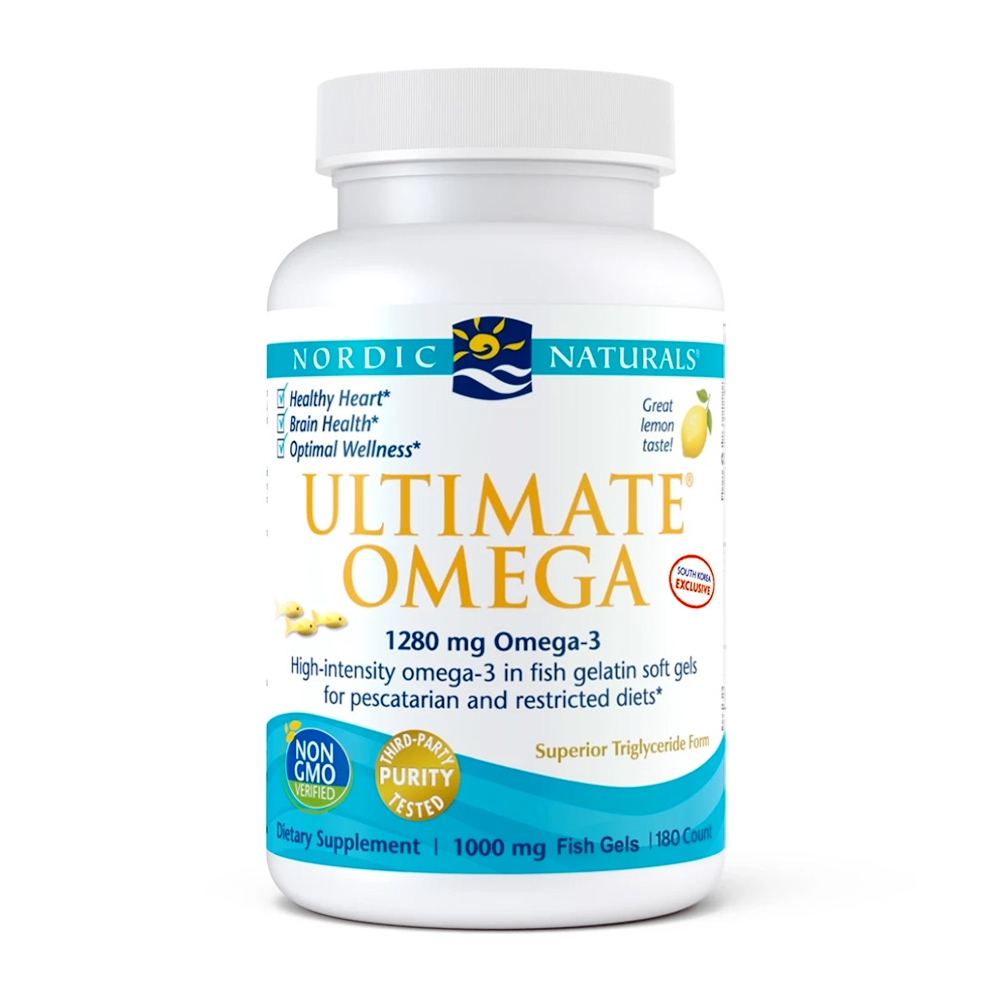 NORDIC NATURALS®
Healthy Heart*
Brain Health*
Optimal Wellness*
Great
lemon
taste!
ULTIMATE®
OMEGA
SOUTH KOREA
EXCLUSIVE
1280 mg Omega-3
High-intensity omega-3 in fish gelatin soft gels
for pescatarian and restricted diets*
Superior Triglyceride Form
NON
GMO
VERIFIED
THIRD-PARTY
PURITY
TESTED
Dietary Supplement | 1000 mg Fish Gels | 180 Count